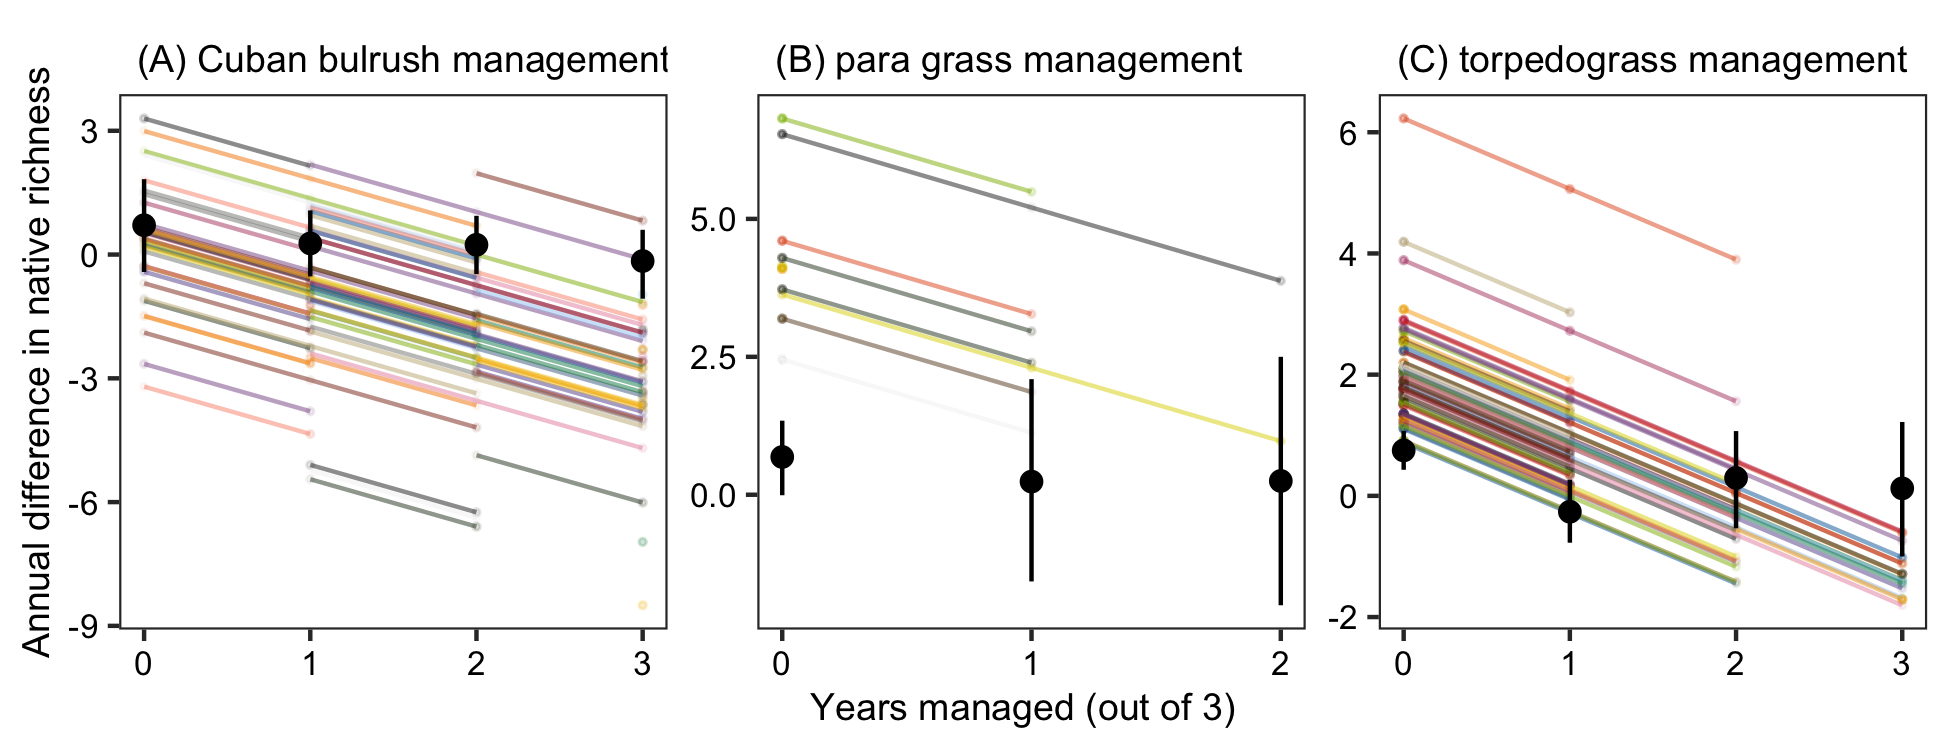 (A) Cuban bulrush management
(B) para grass management
(C) torpedograss management
Annual difference in native richness
3
0
-3
-6
-9
0 1 2 3
5.0
2.5
0.0
0 1 2
6
4
2
0
-2
0 1 2 3
Years managed (out of 3)